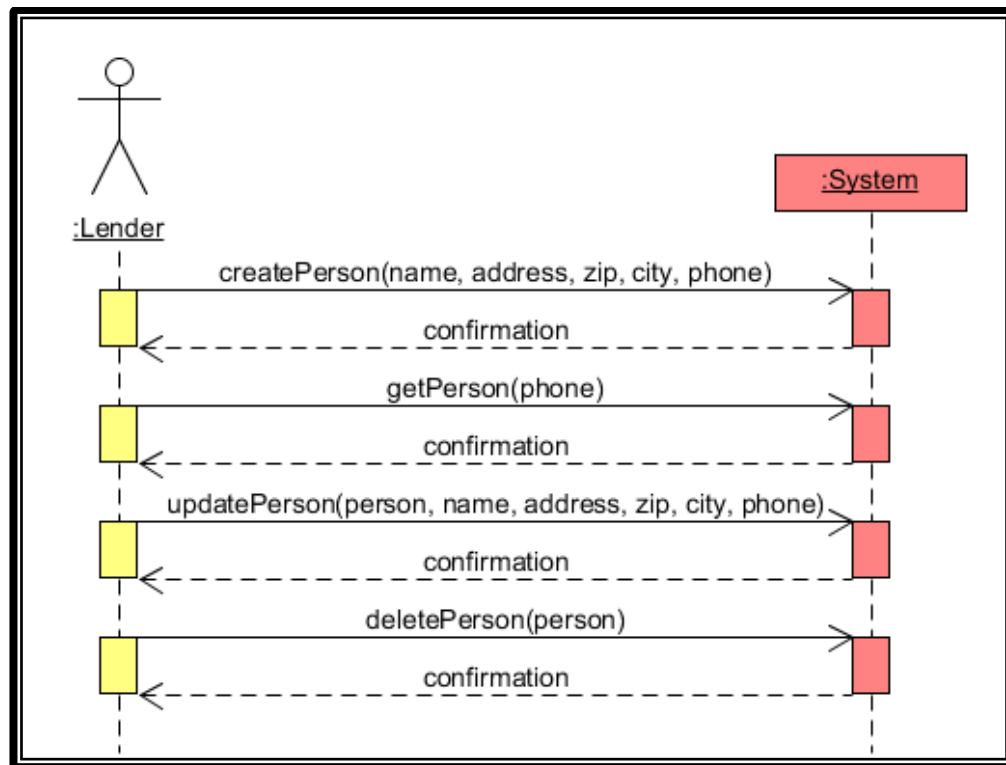 :System
:Lender
createPerson(name, address, zip, city, phone)
confirmation
getPerson(phone)
confirmation
updatePerson(person, name, address, zip, city, phone)
confirmation
deletePerson(person)
confirmation